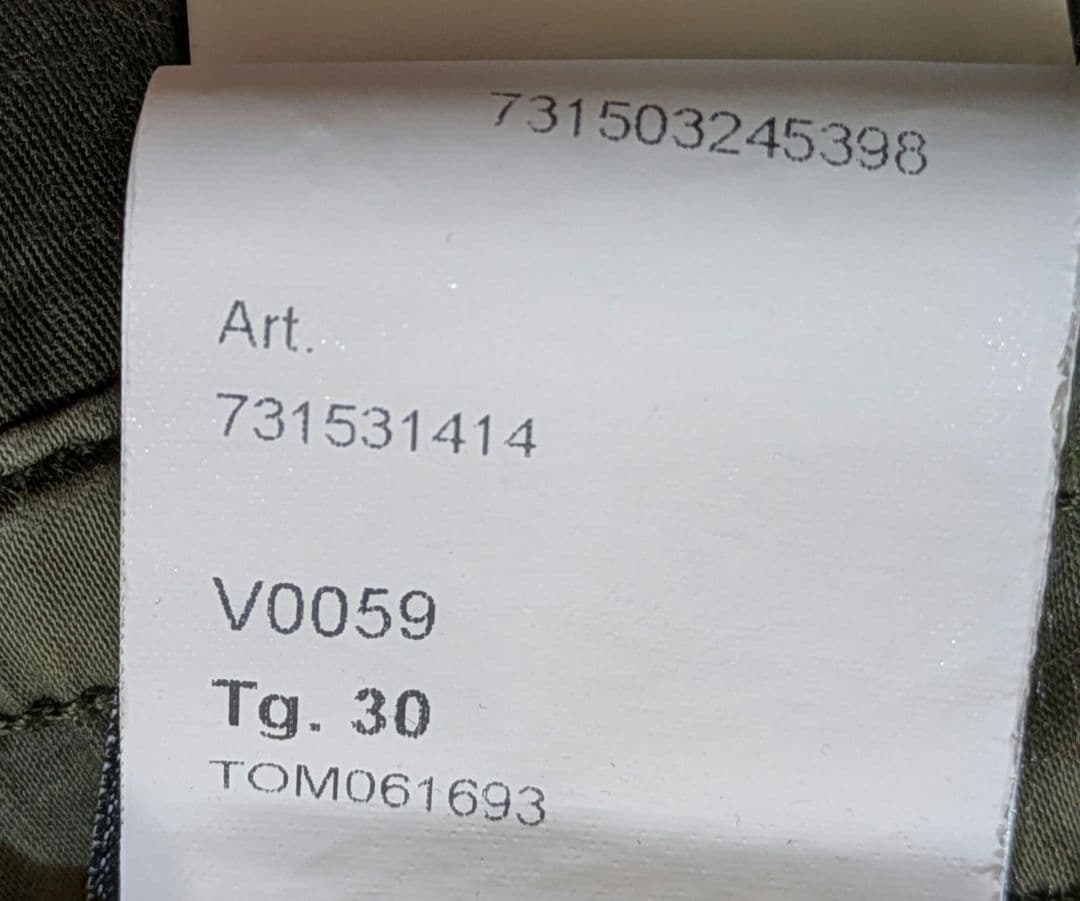 731503245398
Art.
731531414
V0059
Tg. 30
TOM061693